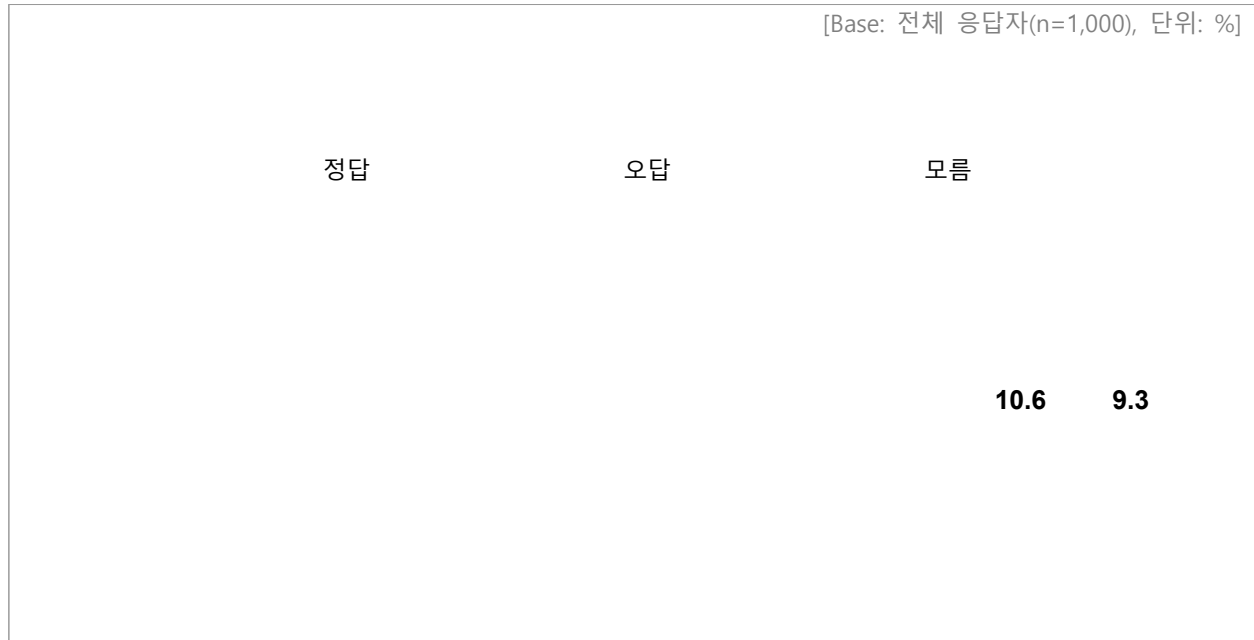 [Base: 전체 응답자(n=1,000), 단위: %]
정답 오답 모름
10.6 9.3